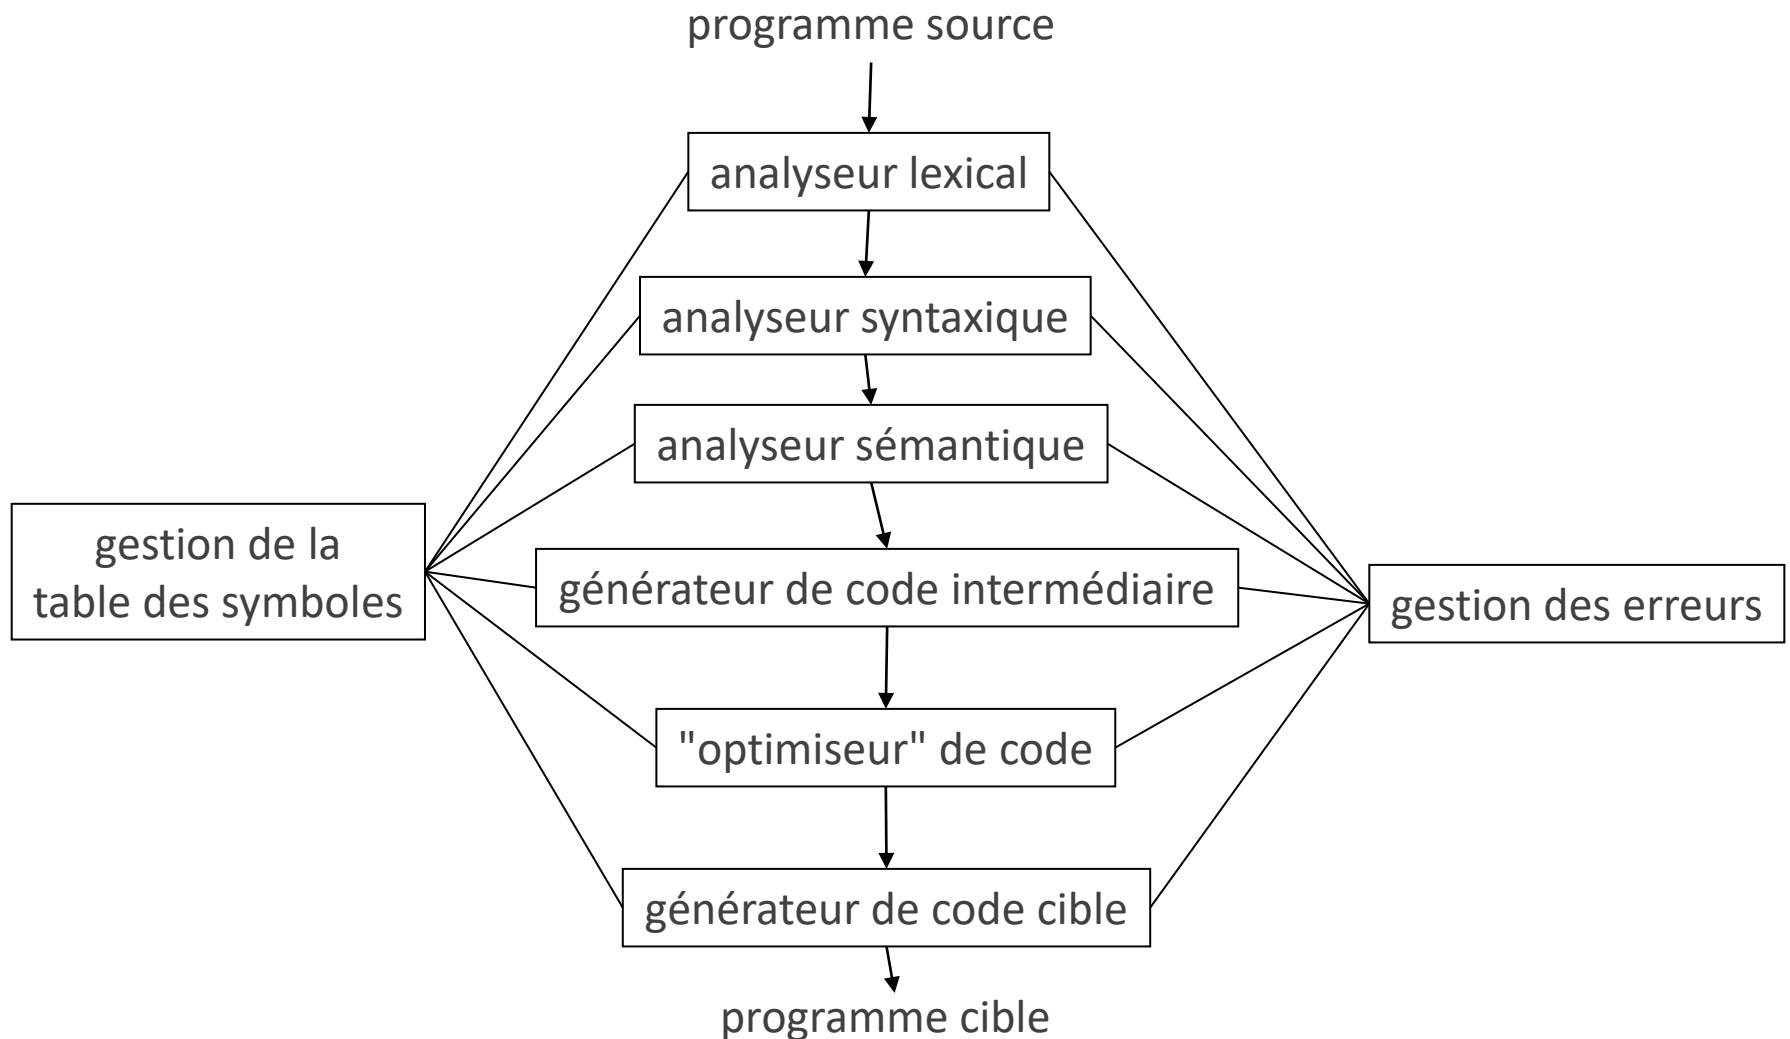 programme source
analyseur lexical
analyseur syntaxique
analyseur sémantique
gestion de la
table des symboles
générateur de code intermédiaire
gestion des erreurs
"optimiseur" de code
générateur de code cible
programme cible